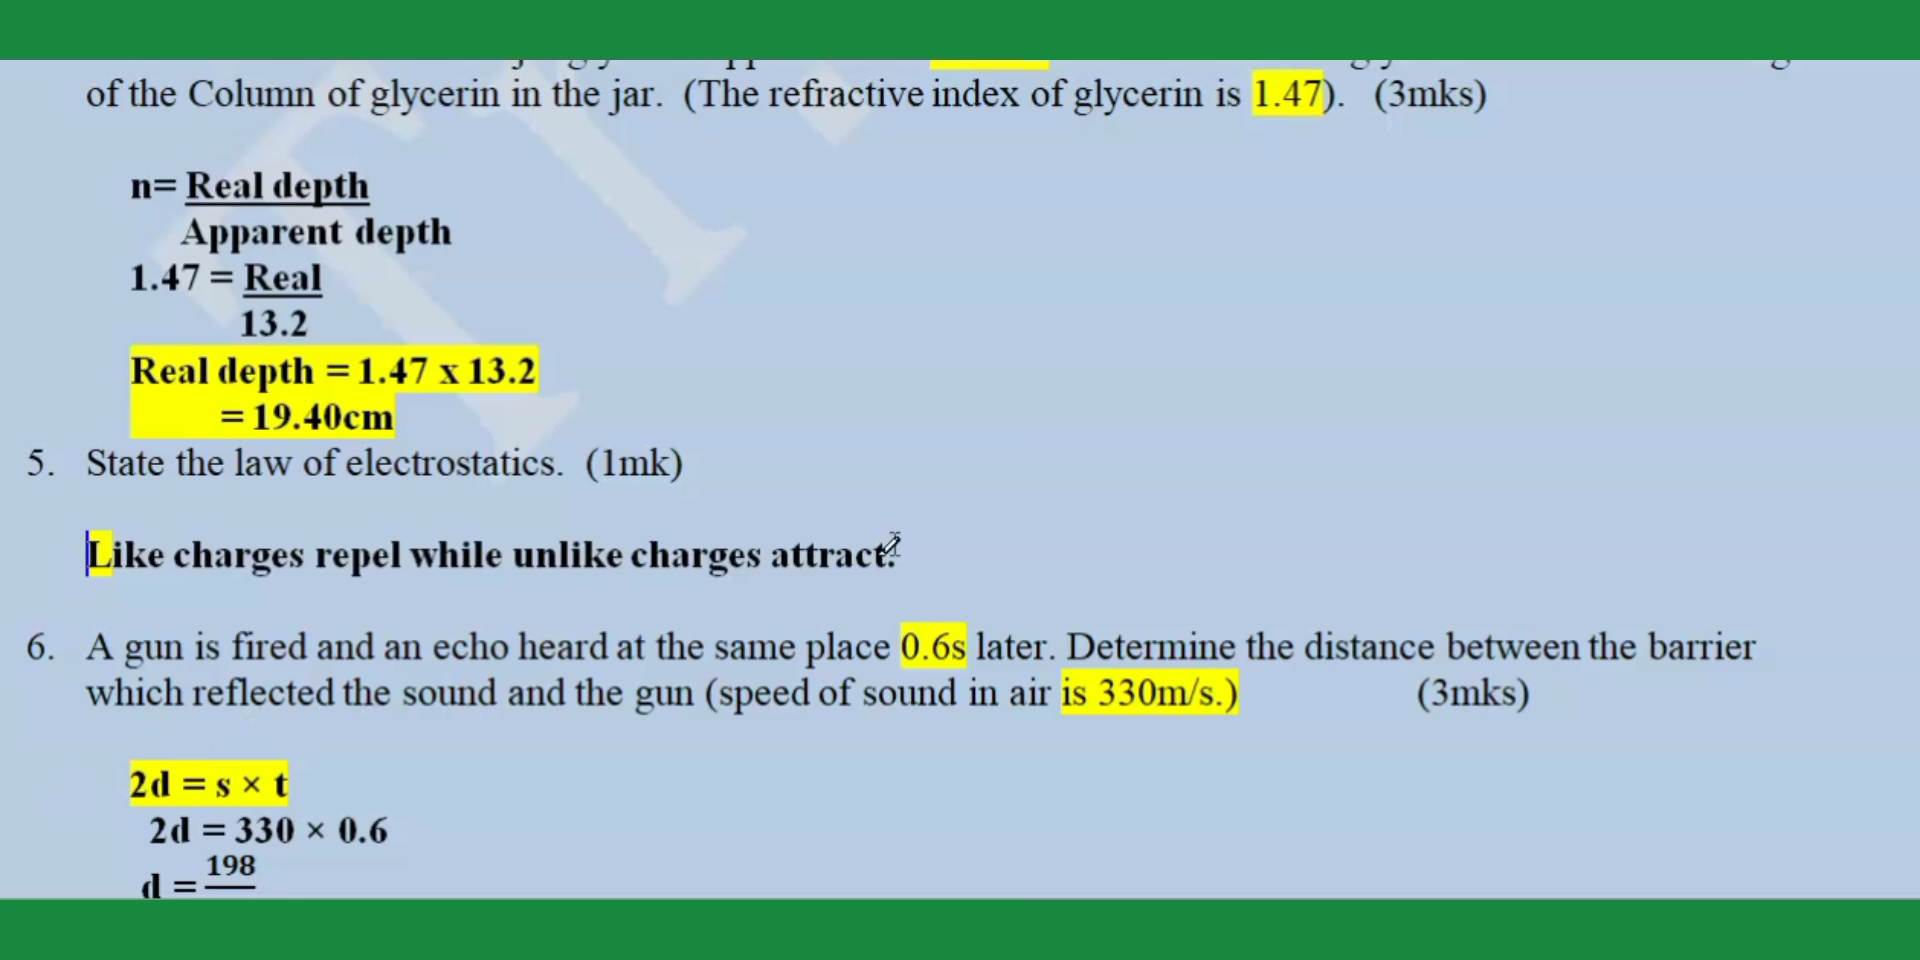 of the Column of glycerin in the jar. (The refractive index of glycerin is 1.47). (3mks)
n= Real depth
Apparent depth
1.47 = Real
13.2
Real depth = 1.47 x 13.2
= 19.40cm
5. State the law of electrostatics. (1mk)
Like charges repel while unlike charges attract.
6. A gun is fired and an echo heard at the same place 0.6s later. Determine the distance between the barrier
which reflected the sound and the gun (speed of sound in air is 330m/s.) (3mks)
2d = s × t
2d = 330 × 0.6
198
d =